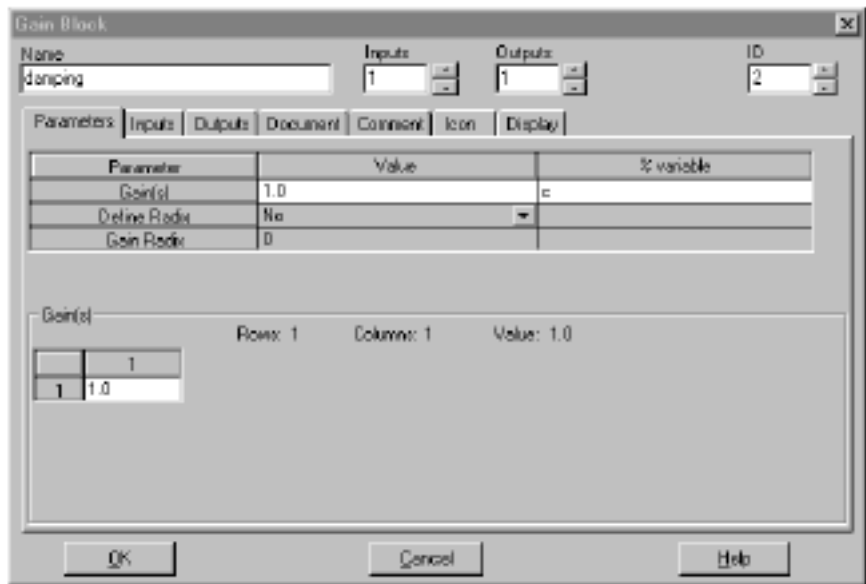 Gain Block
Name Inputs Outputs ID
damping 1 1 2
Parameters Inputs Outputs Document Comment Icon Display
Parameter Value % variable
Gain(s) 1.0 c
Define Radix No
Gain Radix 0
Gain(s)
Rows: 1 Columns: 1 Value: 1.0
1
1 1.0
OK Cancel Help